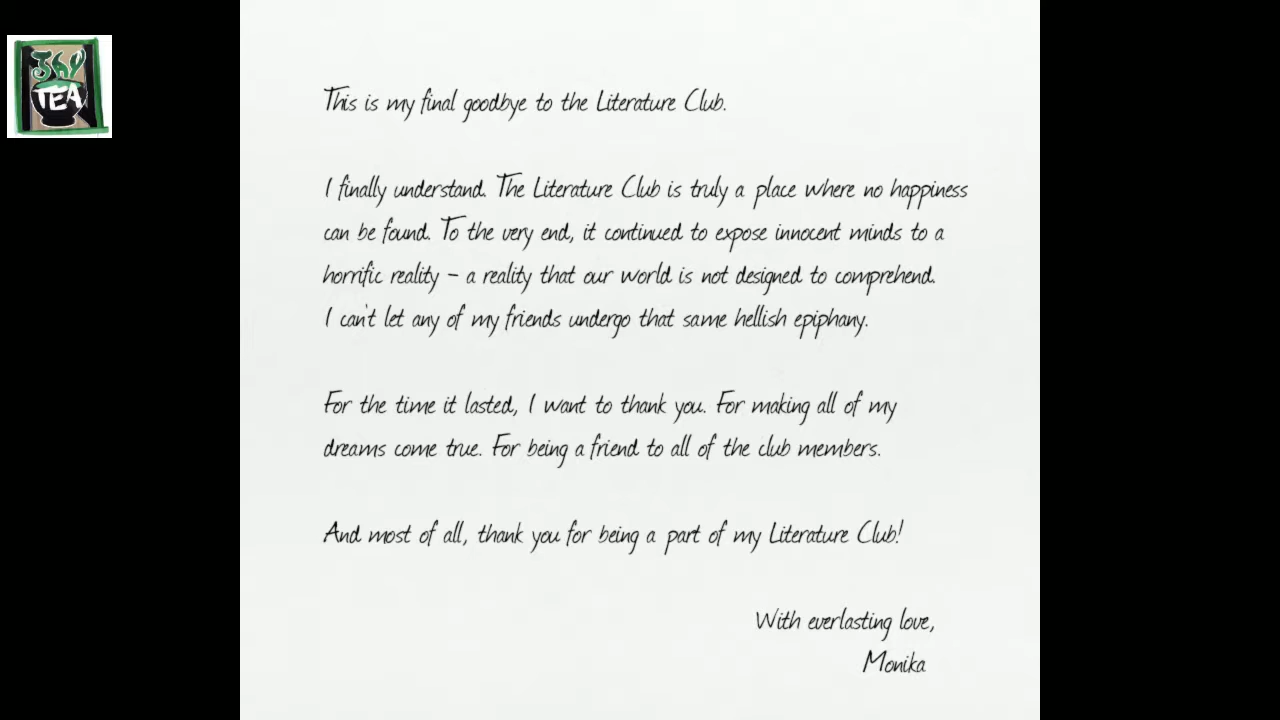 Jay
TEA
This is my final goodbye to the Literature Club.
I finally understand. The Literature Club is truly a place where no happiness
can be found. To the very end, it continued to expose innocent minds to a
horrific reality - a reality that our world is not designed to comprehend.
I can't let any of my friends undergo that same hellish epiphany.
For the time it lasted, I want to thank you. For making all of my
dreams come true. For being a friend to all of the club members.
And most of all, thank you for being a part of my Literature Club!
With everlasting love,
Monika